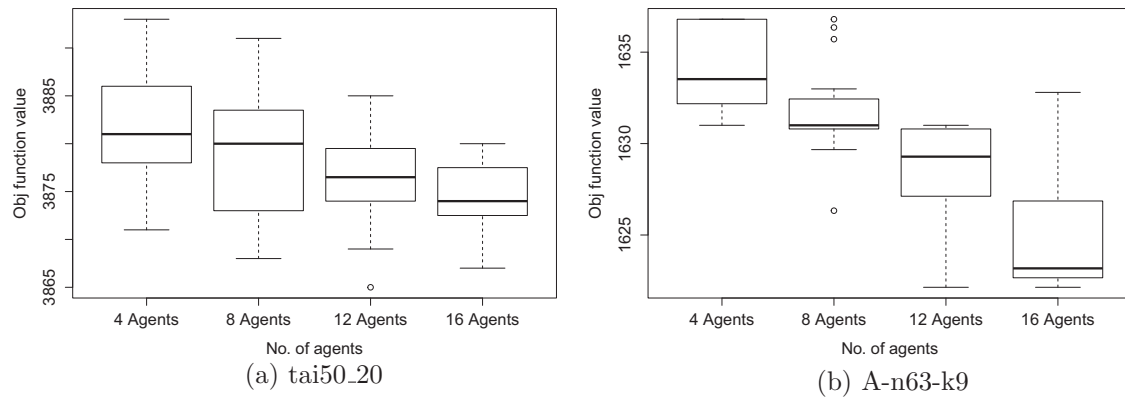 Obj function value
3885
3875
3865
4 Agents 8 Agents 12 Agents 16 Agents
No. of agents
(a) tai50_20
Obj function value
1635
1630
1625
4 Agents 8 Agents 12 Agents 16 Agents
No. of agents
(b) A-n63-k9